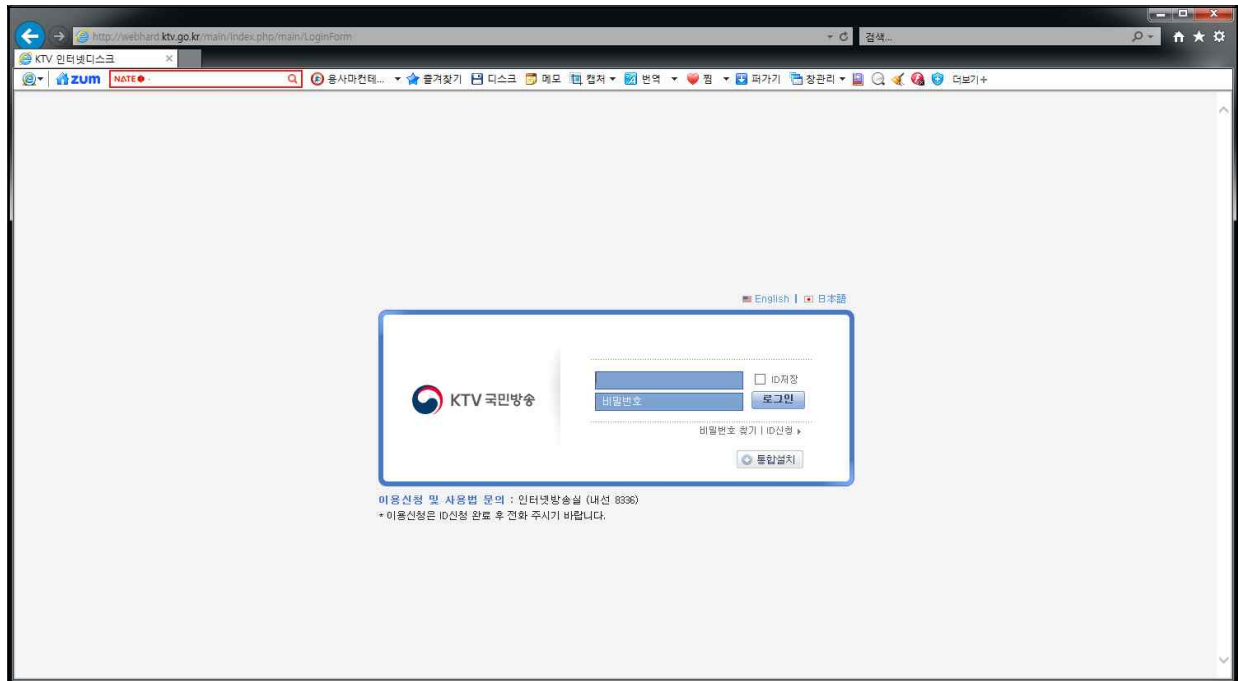 http://webhard.ktv.go.kr/main/index.php/main/LoginForm
검색...
KTV 인터넷디스크
zum NATE 용사마컨테... 즐겨찾기 디스크 메모 캡처 번역 찜 퍼가기 창관리 더보기+
English | 日本語
ID저장
KTV 국민방송
비밀번호 로그인
비밀번호 찾기 | ID신청
통합설치
이용신청 및 사용법 문의 : 인터넷방송실 (내선 8336)
* 이용신청은 ID신청 완료 후 전화 주시기 바랍니다.